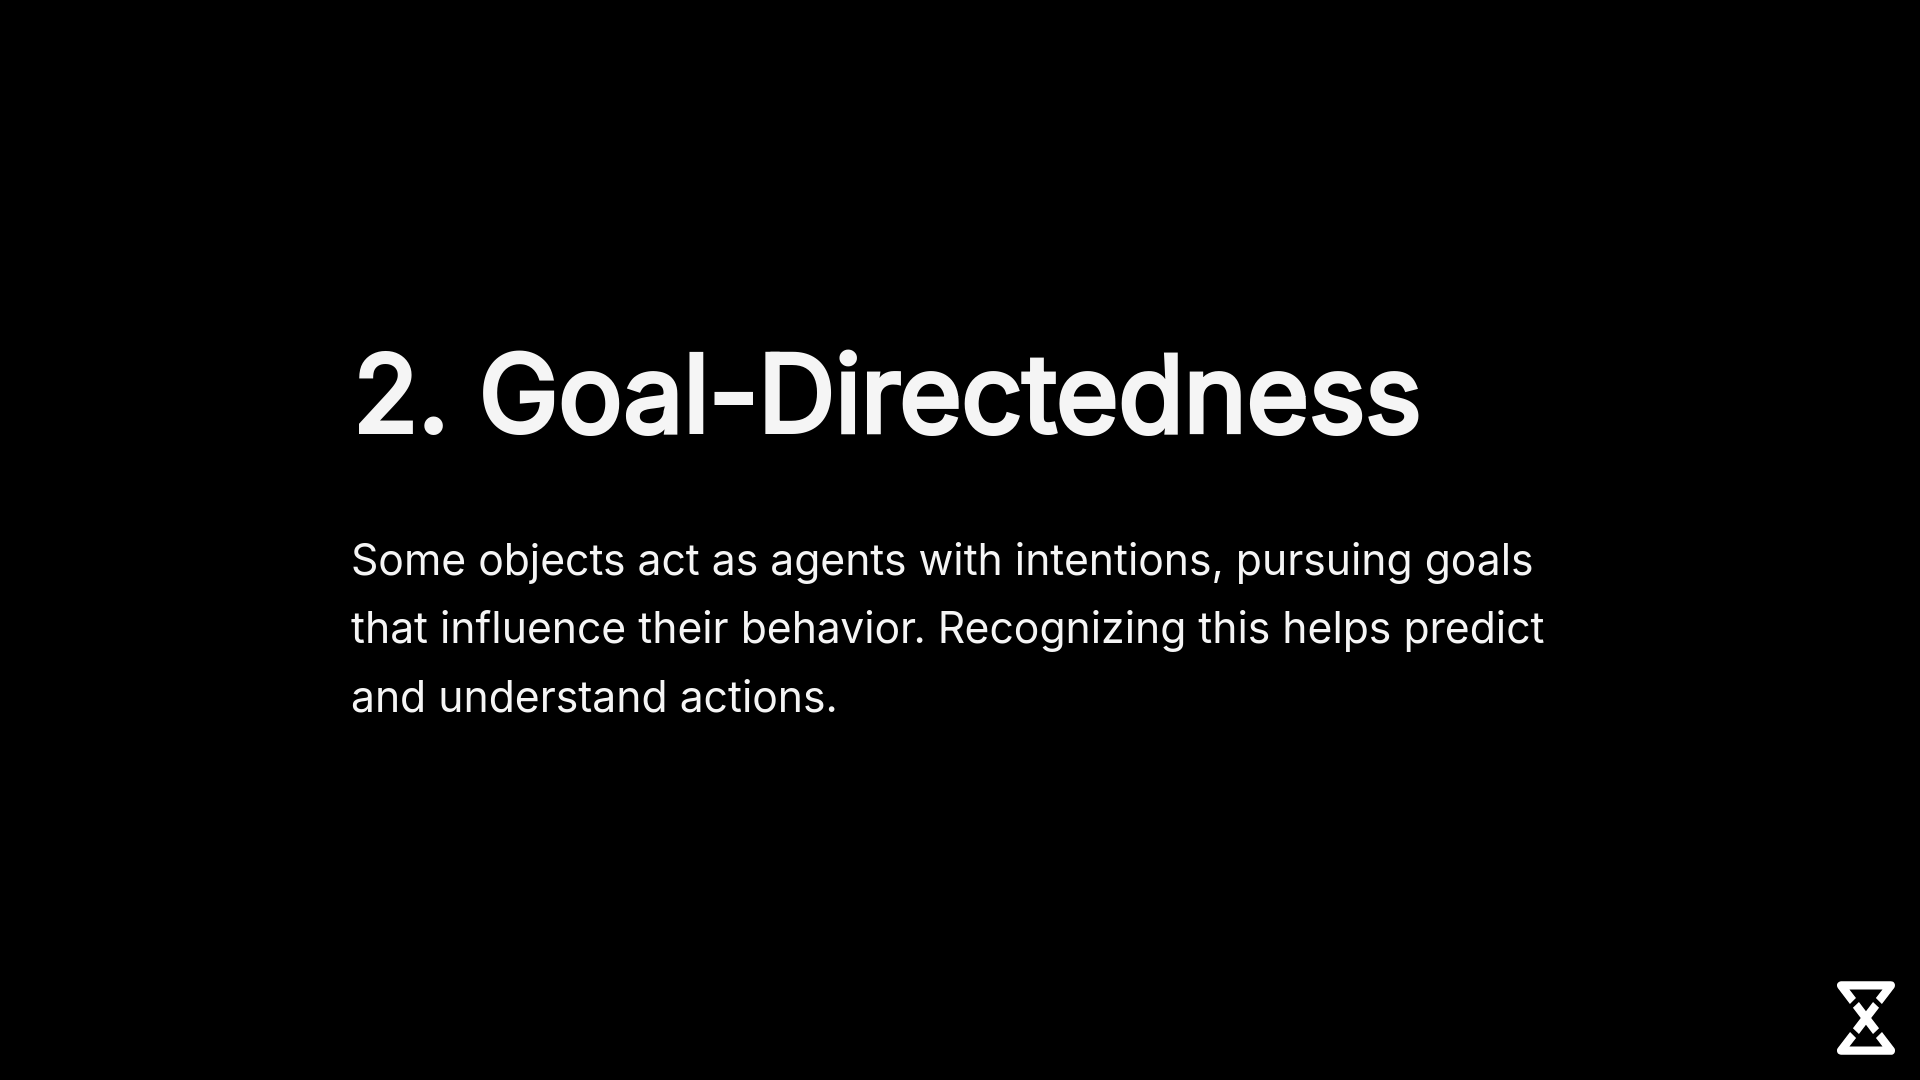 2. Goal-Directedness
Some objects act as agents with intentions, pursuing goals
that influence their behavior. Recognizing this helps predict
and understand actions.